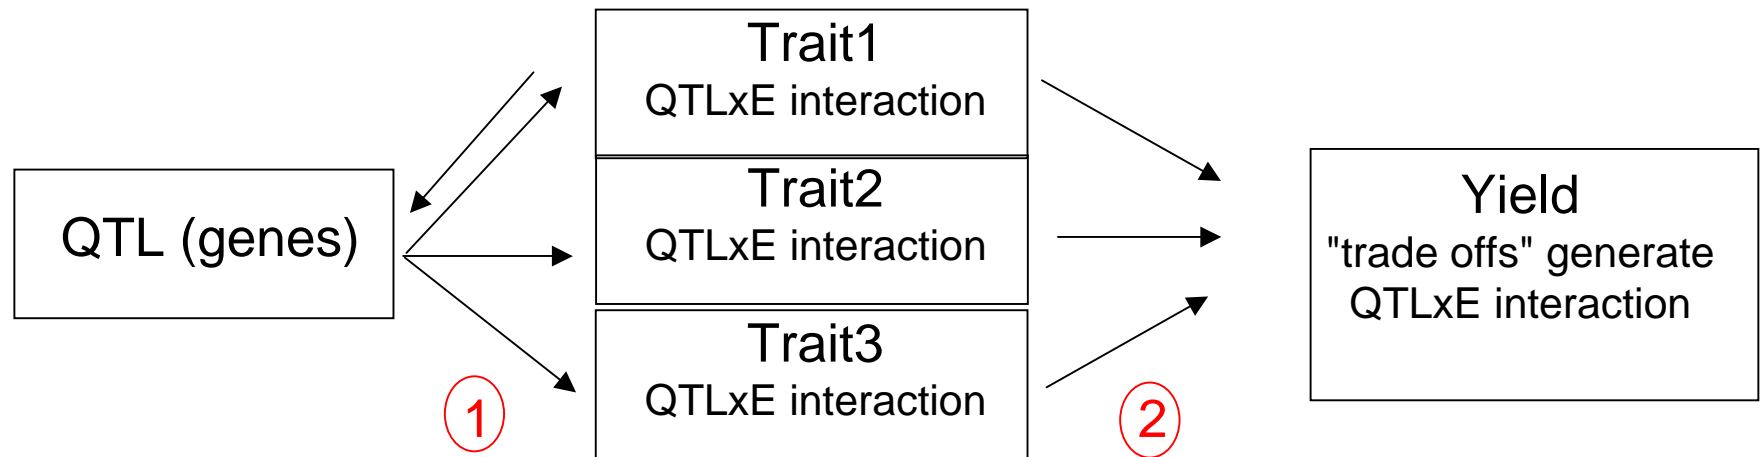 QTL (genes)
Trait1
QTLxE interaction
Trait2
QTLxE interaction
Trait3
QTLxE interaction
1
2
Yield
"trade offs" generate
QTLxE interaction